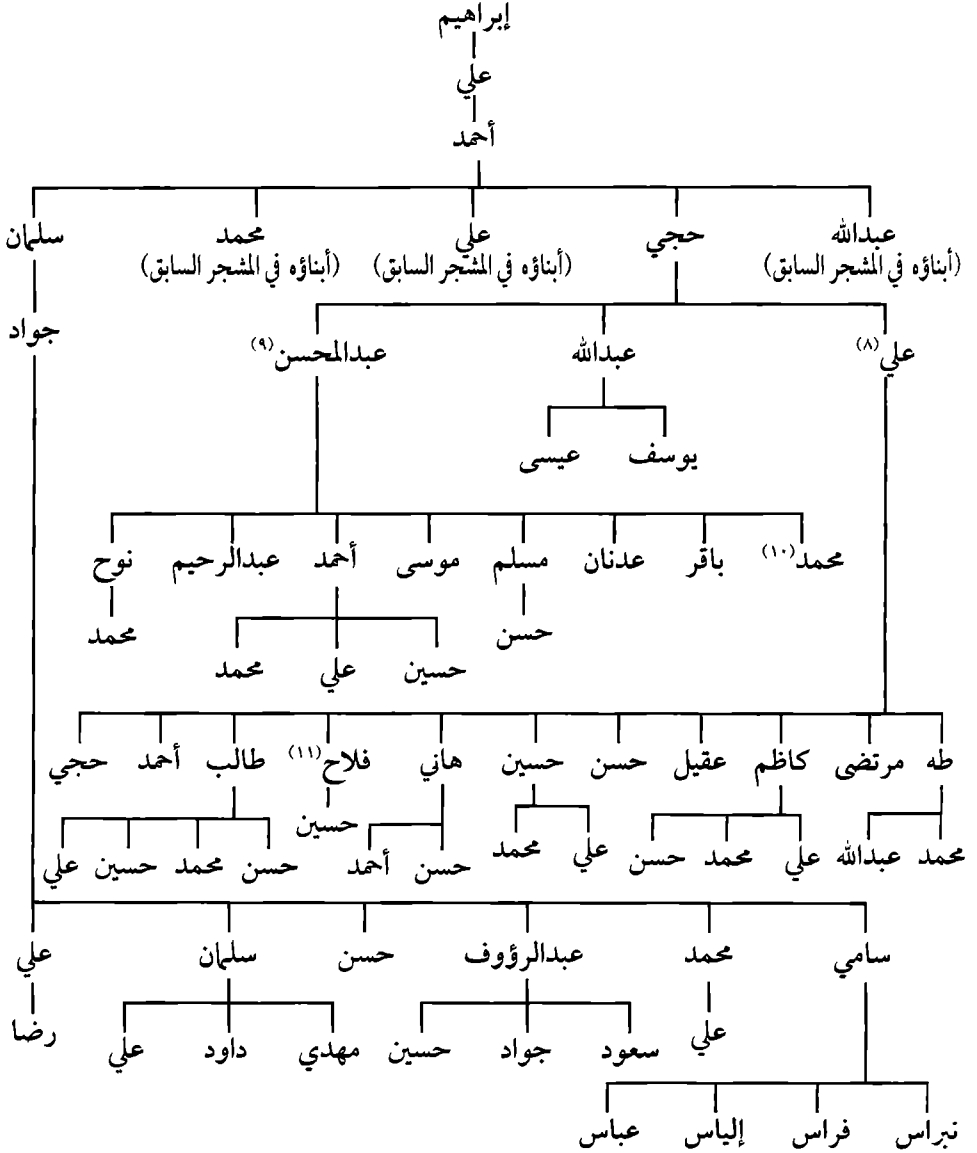 إبراهيم
علي
أحمد
عبدالله حجي علي محمد سلمان
(أبناؤه في المشجر السابق) (أبناؤه في المشجر السابق) (أبناؤه في المشجر السابق)
جواد
علي(٨) عبدالله عبدالمحسن(٩)
يوسف عيسى
محمد(١٠) باقر عدنان مسلم موسى أحمد عبدالرحيم نوح
حسن محمد
حسين علي محمد
طه مرتضى كاظم عقيل حسن حسين هاني فلاح(١١) طالب أحمد حجي
حسين
محمد عبدالله علي محمد حسن علي محمد حسن أحمد حسن محمد حسين علي
سامي محمد عبدالرؤوف حسن سلمان علي
علي سعود جواد حسين مهدي داود علي رضا
نبراس فراس إلياس عباس